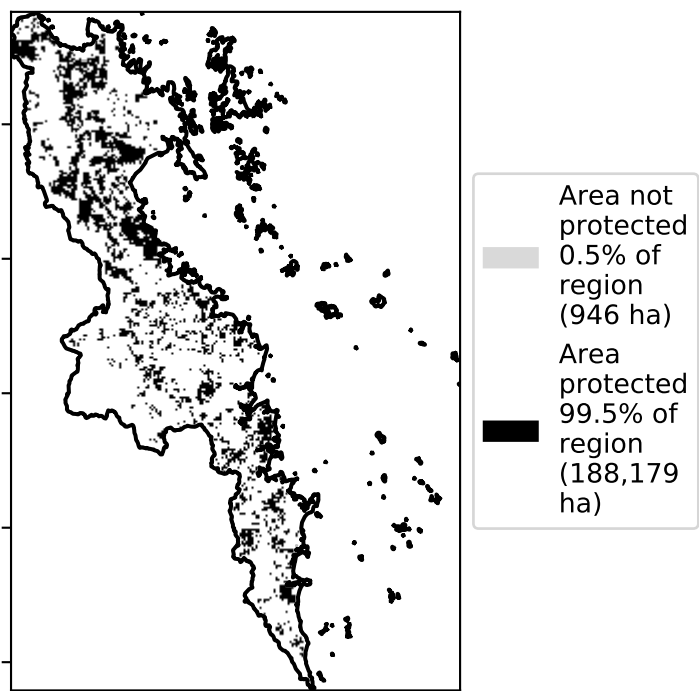 Area not
protected
0.5% of
region
(946 ha)
Area
protected
99.5% of
region
(188,179
ha)